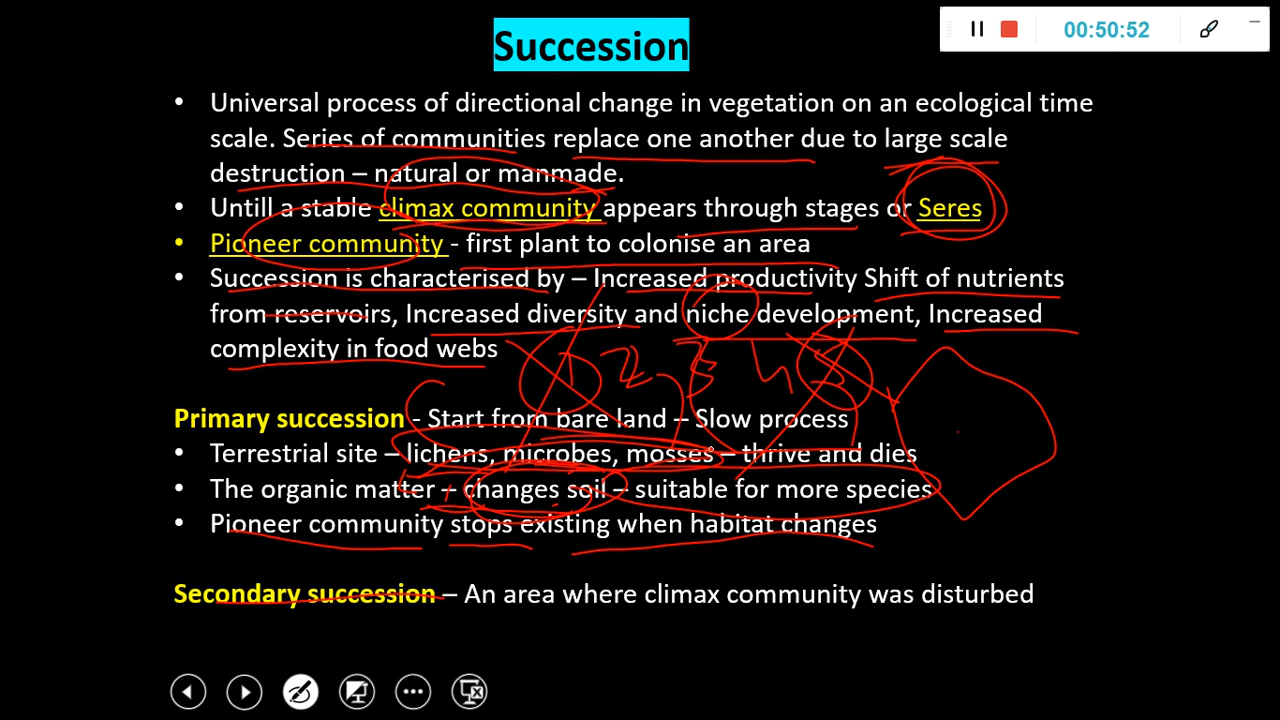 Succession
00:50:52
• Universal process of directional change in vegetation on an ecological time
scale. Series of communities replace one another due to large scale
destruction – natural or manmade.
• Untill a stable climax community appears through stages or Seres
• Pioneer community - first plant to colonise an area
• Succession is characterised by – Increased productivity Shift of nutrients
from reservoirs, Increased diversity and niche development, Increased
complexity in food webs
1 2 3 4 5
Primary succession - Start from bare land – Slow process
• Terrestrial site – lichens, microbes, mosses – thrive and dies
• The organic matter – changes soil – suitable for more species
• Pioneer community stops existing when habitat changes
Secondary succession – An area where climax community was disturbed